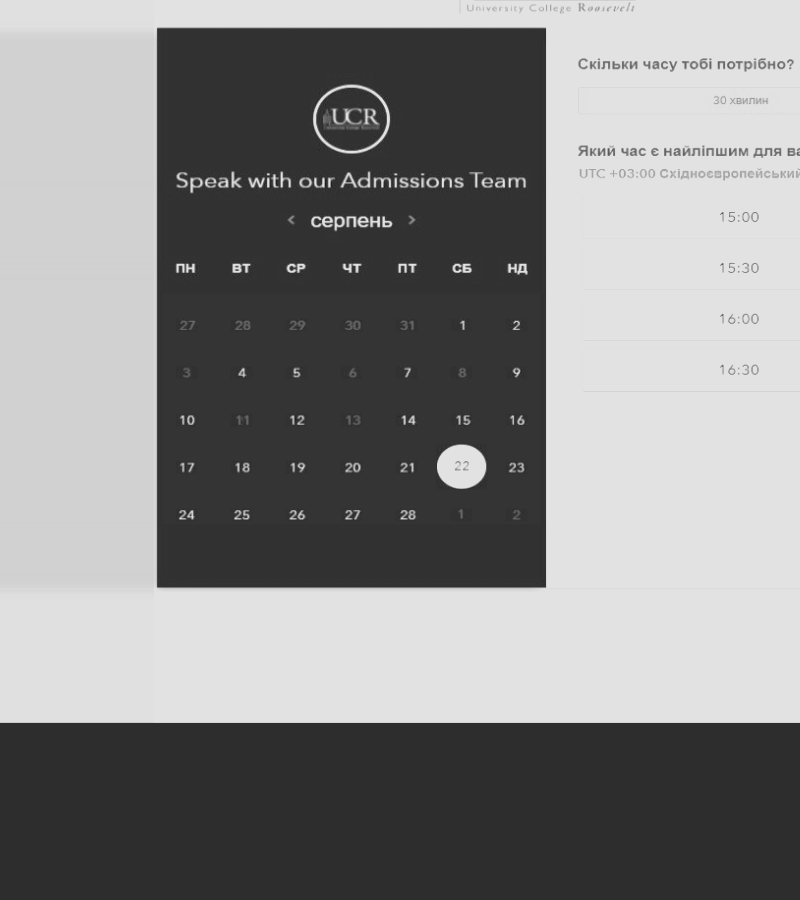 University College Roosevelt
UCR
Speak with our Admissions Team
< серпень >
ПН ВТ СР ЧТ ПТ СБ НД
27 28 29 30 31 1 2
3 4 5 6 7 8 9
10 11 12 13 14 15 16
17 18 19 20 21 22 23
24 25 26 27 28 1 2
Скільки часу тобі потрібно?
30 хвилин
Який час є найліпшим для ва
UTC +03:00 Східноєвропейський
15:00
15:30
16:00
16:30